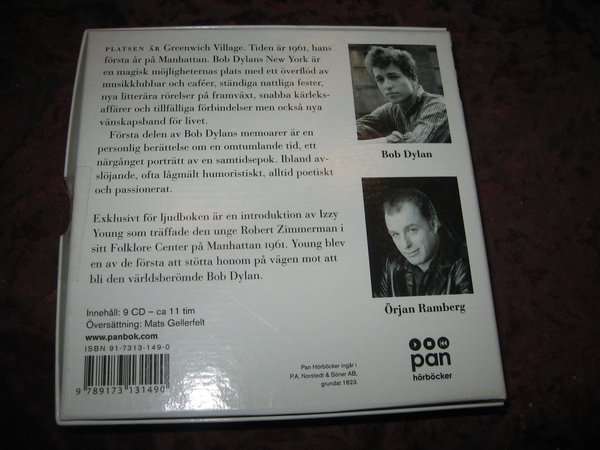 PLATSEN ÄR Greenwich Village. Tiden är 1961, hans
första år på Manhattan. Bob Dylans New York är
en magisk möjligheternas plats med ett överflöd av
musikklubbar och caféer, ständiga nattliga fester,
nya litterära rörelser på framväxt, snabba kärleks-
affärer och tillfälliga förbindelser men också nya
vänskapsband för livet.
Första delen av Bob Dylans memoarer är en
personlig berättelse om en omtumlande tid, ett
närgånget porträtt av en samtidsepok. Ibland av-
slöjande, ofta lågmält humoristiskt, alltid poetiskt
och passionerat.
Exklusivt för ljudboken är en introduktion av Izzy
Young som träffade den unge Robert Zimmerman i
sitt Folklore Center på Manhattan 1961. Young blev
en av de första att stötta honom på vägen mot att
bli den världsberömde Bob Dylan.
Bob Dylan
Örjan Ramberg
Innehåll: 9 CD – ca 11 tim
Översättning: Mats Gellerfelt
www.panbok.com
ISBN 91-7313-149-0
9 789173 131490
Pan Hörböcker ingår i
P.A. Norstedt & Söner AB,
grundat 1823.
pan
hörböcker